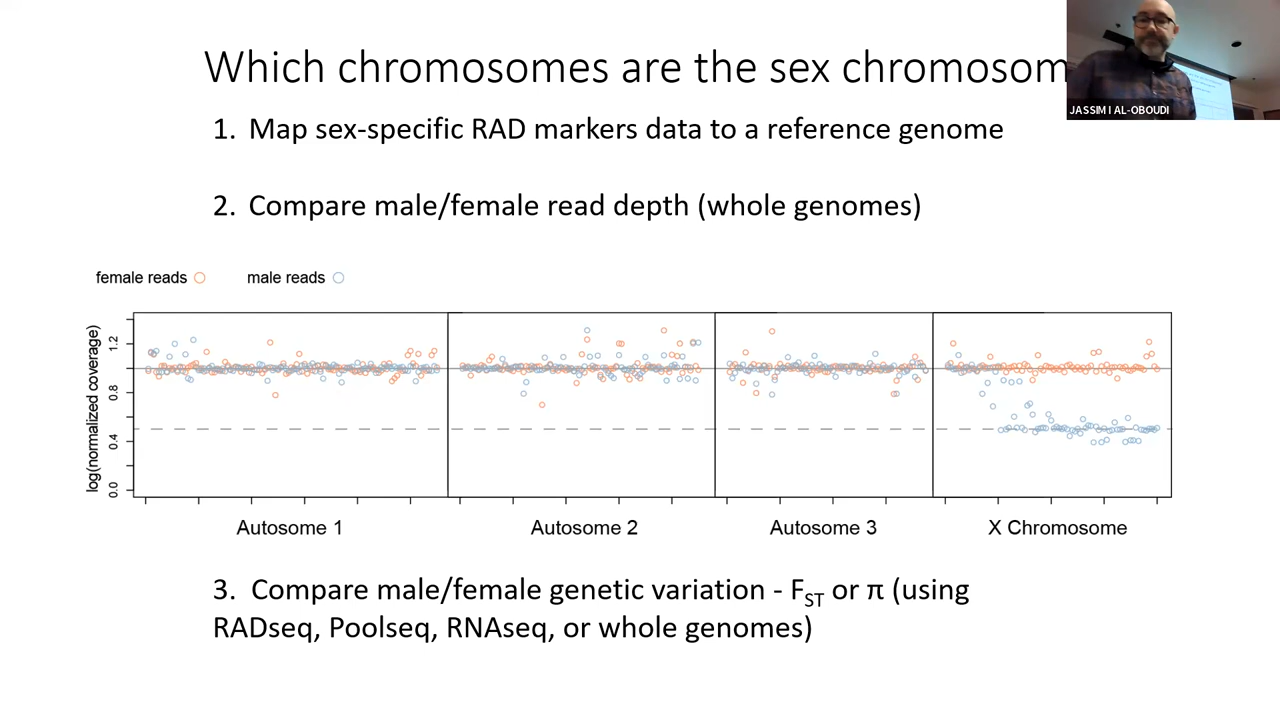 Which chromosomes are the sex chromosom
JASSIM I AL-OBOUDI
1. Map sex-specific RAD markers data to a reference genome
2. Compare male/female read depth (whole genomes)
female reads male reads
log(normalized coverage)
1.2
0.8
0.4
0.0
Autosome 1 Autosome 2 Autosome 3 X Chromosome
3. Compare male/female genetic variation - FST or π (using
RADseq, Poolseq, RNAseq, or whole genomes)